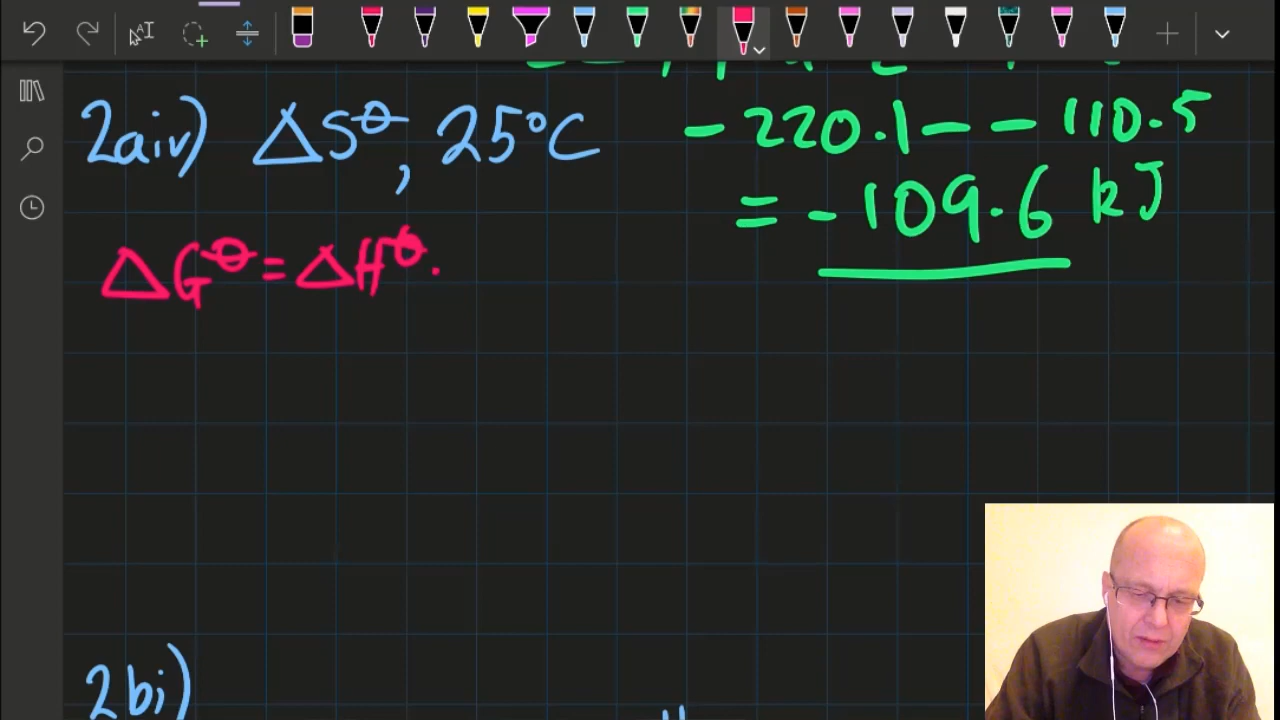 2aiv) ΔS°, 25°C
ΔG° = ΔH°.
-220.1 - - 110.5
= -109.6 kJ
2bi)